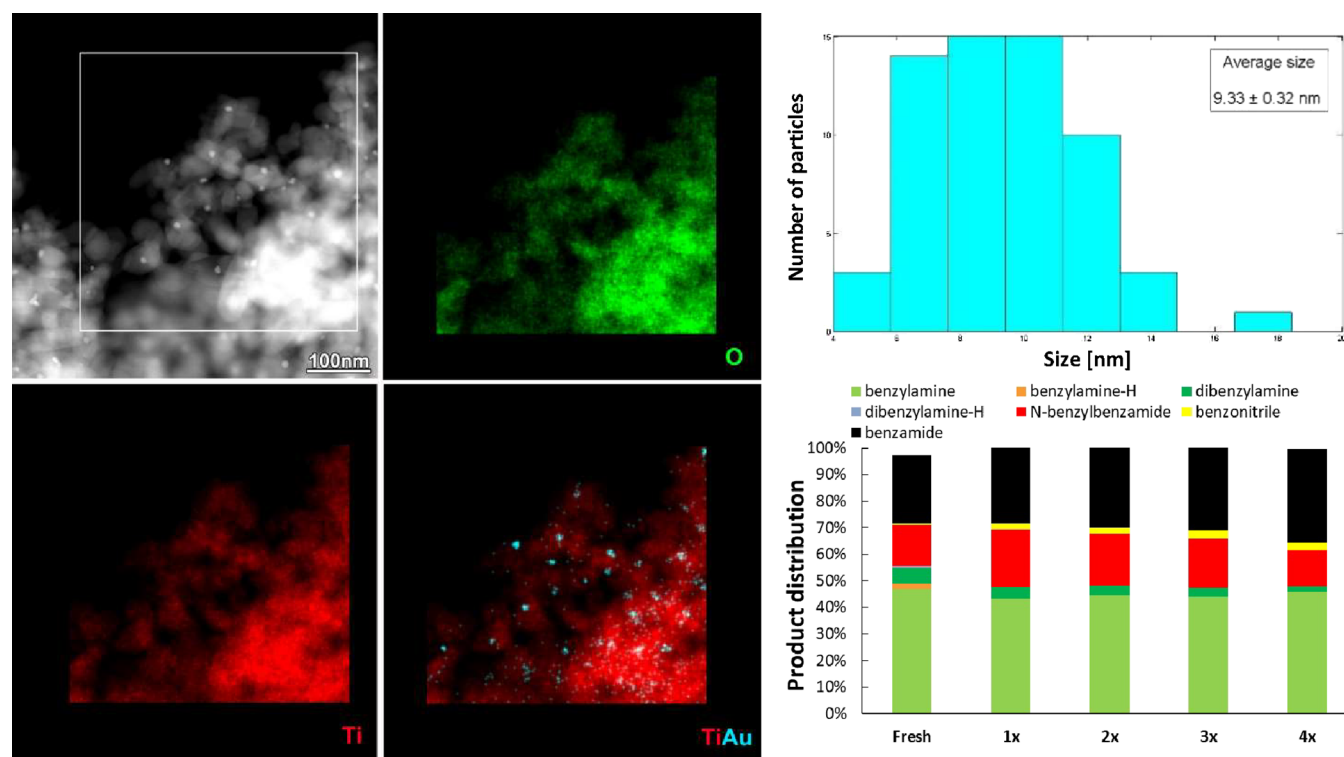 100nm
O
Ti
TiAu
Number of particles
15
10
5
0
Average size
9.33 ± 0.32 nm
4 6 8 10 12 14 16 18 20
Size [nm]
benzylamine benzylamine-H dibenzylamine
dibenzylamine-H N-benzylbenzamide benzonitrile
benzamide
Product distribution
100%
90%
80%
70%
60%
50%
40%
30%
20%
10%
0%
Fresh 1x 2x 3x 4x